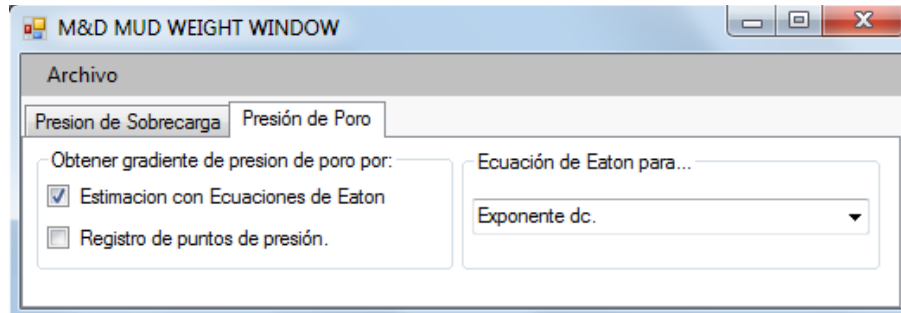 M&D MUD WEIGHT WINDOW
Archivo
Presion de Sobrecarga
Presión de Poro
Obtener gradiente de presion de poro por:
Estimacion con Ecuaciones de Eaton
Registro de puntos de presión.
Ecuación de Eaton para...
Exponente dc.